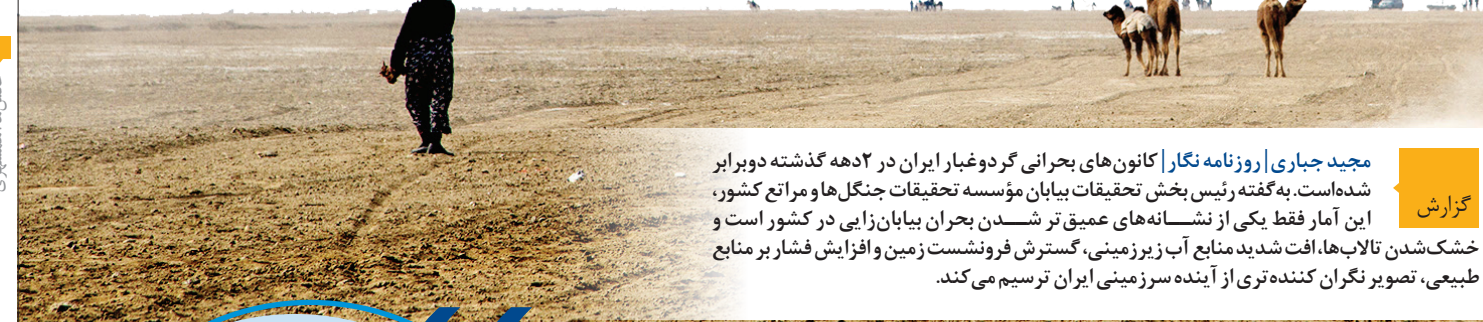 گزارش
مجید جباری|روزنامه نگار| کانون‌های بحرانی گردوغبار ایران در ۲دهه گذشته دوبرابر
شده‌است. به‌گفته رئیس بخش تحقیقات بیابان مؤسسه تحقیقات جنگل‌ها و مراتع کشور،
این آمار فقط یکی از نشــــانه‌های عمیق‌تر شــــدن بحران بیابان‌زایی در کشور است و
خشک‌شدن تالاب‌ها، افت شدید منابع آب زیرزمینی، گسترش فرونشست زمین و افزایش فشار بر منابع
طبیعی، تصویر نگران کننده‌تری از آینده سرزمینی ایران ترسیم می‌کند.